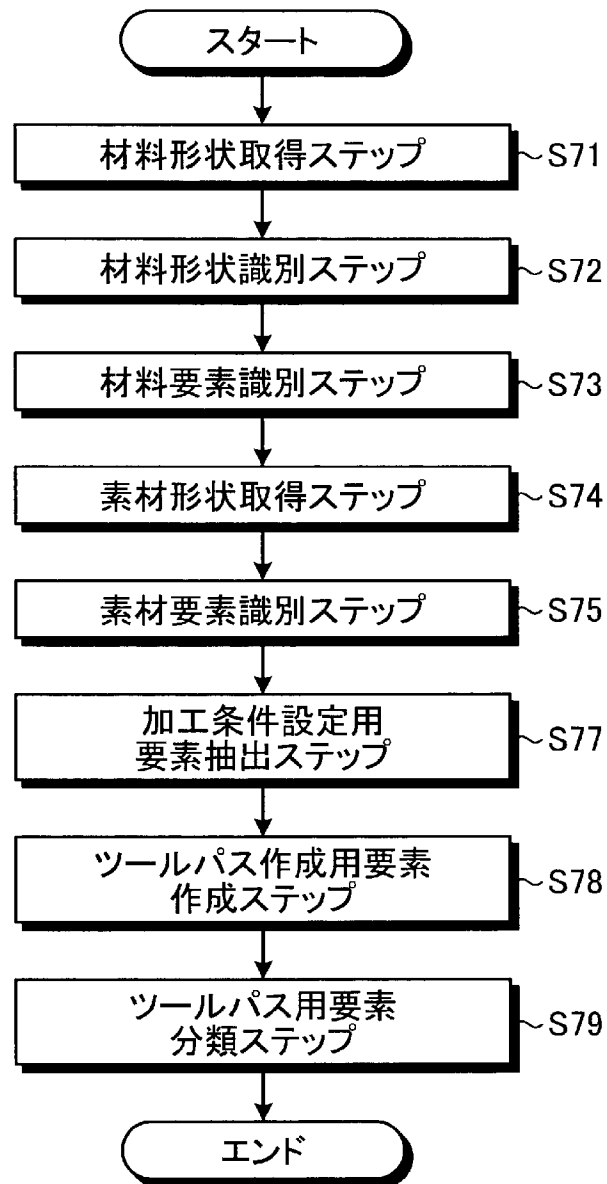 スタート
材料形状取得ステップ ~S71
材料形状識別ステップ ~S72
材料要素識別ステップ ~S73
素材形状取得ステップ ~S74
素材要素識別ステップ ~S75
加工条件設定用
要素抽出ステップ ~S77
ツールパス作成用要素
作成ステップ ~S78
ツールパス用要素
分類ステップ ~S79
エンド